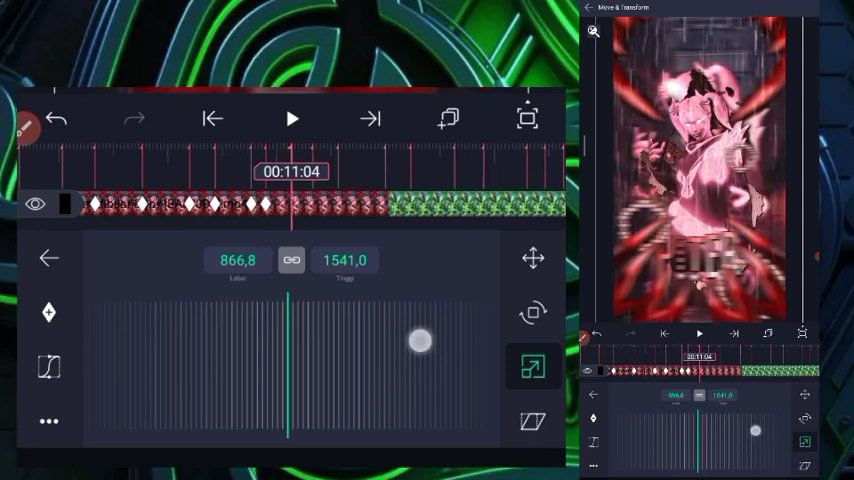 Move & Transform
00:11:04
866,8
1541,0
Lebar
Tinggi
00:11:04
866,8
1541,0